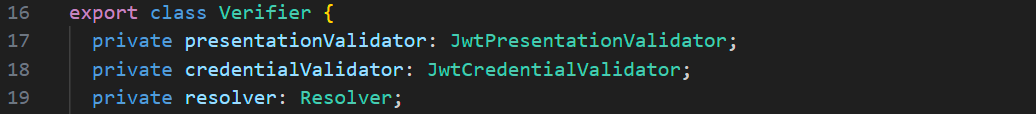 16 export class Verifier {
17 private presentationValidator: JwtPresentationValidator;
18 private credentialValidator: JwtCredentialValidator;
19 private resolver: Resolver;